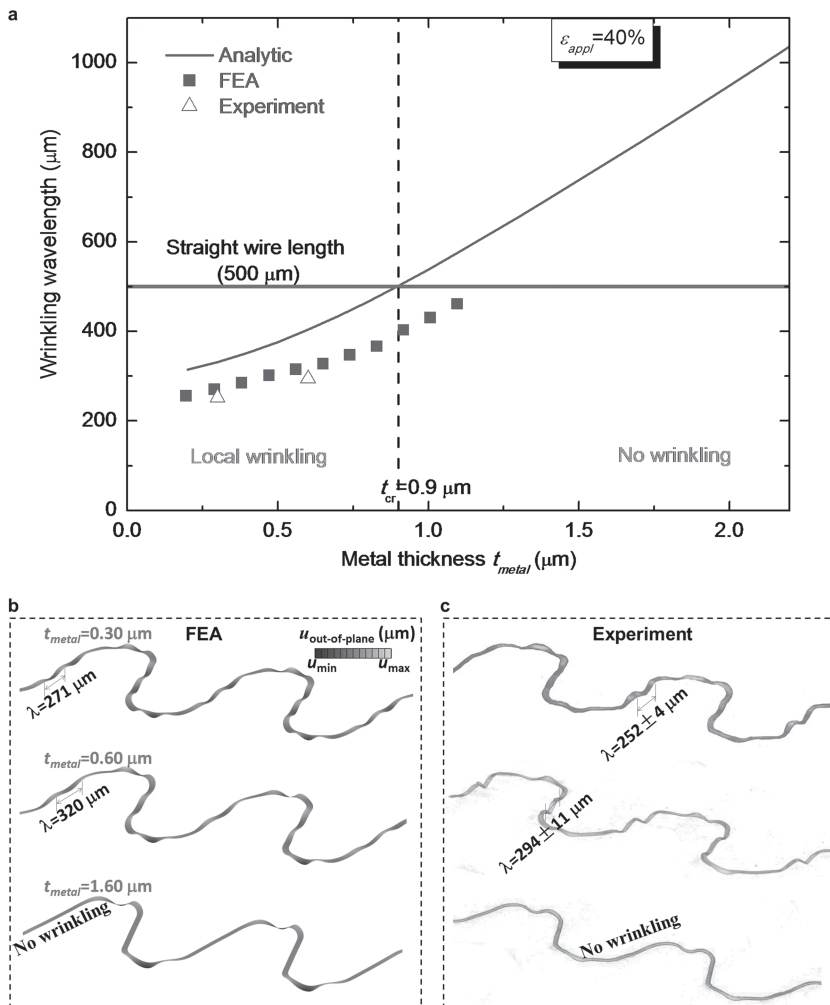 a
1000
800
600
400
200
0
Wrinkling wavelength (μm)
Analytic
FEA
Experiment
ε_appl=40%
Straight wire length
(500 μm)
Local wrinkling
No wrinkling
t_cr=0.9 μm
0.0 0.5 1.0 1.5 2.0
Metal thickness t_metal (μm)
b
t_metal=0.30 μm
FEA
u_out-of-plane (μm)
u_min u_max
λ=271 μm
t_metal=0.60 μm
λ=320 μm
t_metal=1.60 μm
No wrinkling
c
Experiment
λ=252±4 μm
λ=294±11 μm
No wrinkling